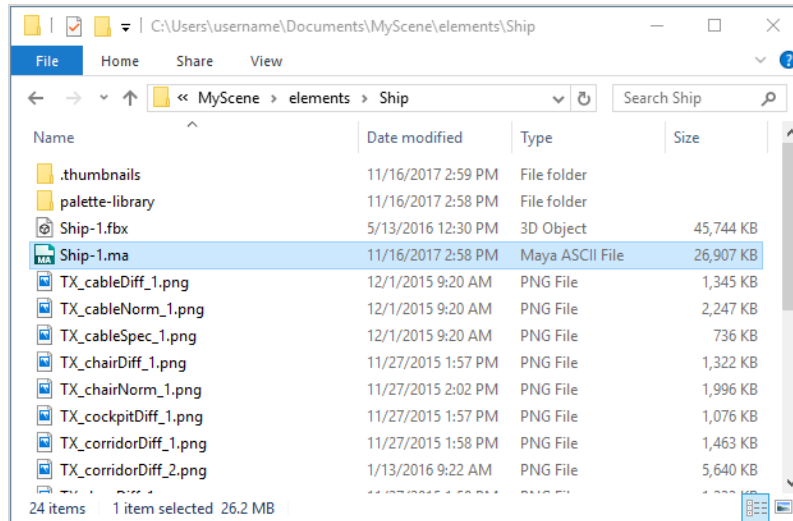 C:\Users\username\Documents\MyScene\elements\Ship
File Home Share View ?
« MyScene > elements > Ship Search Ship
Name Date modified Type Size
.thumbnails 11/16/2017 2:59 PM File folder
palette-library 11/16/2017 2:58 PM File folder
Ship-1.fbx 5/13/2016 12:30 PM 3D Object 45,744 KB
MA Ship-1.ma 11/16/2017 2:58 PM Maya ASCII File 26,907 KB
TX_cableDiff_1.png 12/1/2015 9:20 AM PNG File 1,345 KB
TX_cableNorm_1.png 12/1/2015 9:20 AM PNG File 2,247 KB
TX_cableSpec_1.png 12/1/2015 9:20 AM PNG File 736 KB
TX_chairDiff_1.png 11/27/2015 1:57 PM PNG File 1,322 KB
TX_chairNorm_1.png 11/27/2015 2:02 PM PNG File 1,996 KB
TX_cockpitDiff_1.png 11/27/2015 1:57 PM PNG File 1,076 KB
TX_corridorDiff_1.png 11/27/2015 1:58 PM PNG File 1,463 KB
TX_corridorDiff_2.png 1/13/2016 9:22 AM PNG File 5,640 KB
24 items 1 item selected 26.2 MB